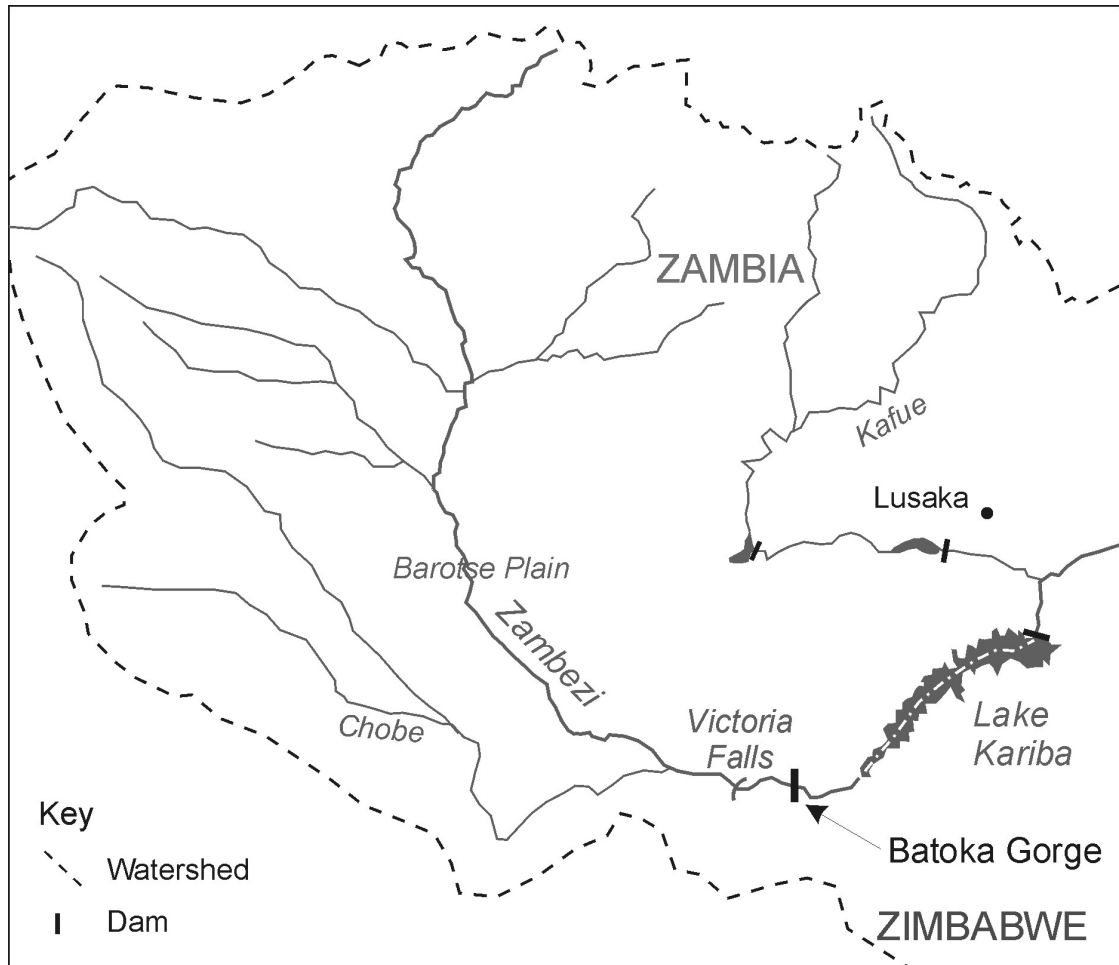 ZAMBIA
Kafue
Lusaka
Barotse Plain
Zambezi
Chobe
Victoria
Falls
Lake
Kariba
Batoka Gorge
ZIMBABWE
Key
Watershed
Dam